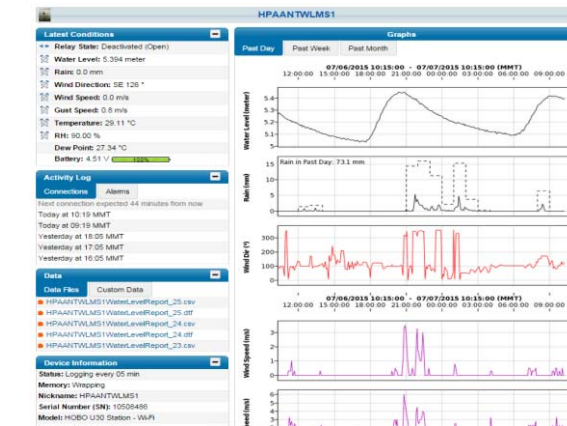 HPAANTWLMS1
Latest Conditions
Relay State: Deactivated (Open)
Water Level: 5.394 meter
Rain: 0.0 mm
Wind Direction: SE 126 °
Wind Speed: 0.0 m/s
Gust Speed: 0.6 m/s
Temperature: 29.11 °C
RH: 90.00 %
Dew Point: 27.34 °C
Battery: 4.51 V 100%
Activity Log
Connections Alarms
Next connection expected 44 minutes from now
Today at 10:19 MMT
Today at 09:19 MMT
Yesterday at 18:05 MMT
Yesterday at 17:05 MMT
Yesterday at 16:05 MMT
Data
Data Files Custom Data
HPAANTWLMS1WaterLevelReport_25.csv
HPAANTWLMS1WaterLevelReport_25.dtf
HPAANTWLMS1WaterLevelReport_24.csv
HPAANTWLMS1WaterLevelReport_24.dtf
HPAANTWLMS1WaterLevelReport_23.csv
Device Information
Status: Logging every 05 min
Memory: Wrapping
Nickname: HPAANTWLMS1
Serial Number (SN): 10508486
Model: HOBO U30 Station - Wi-Fi
Graphs
Past Day Past Week Past Month
07/06/2015 10:15:00 - 07/07/2015 10:15:00 (MMT)
12:00:00 15:00:00 18:00:00 21:00:00 00:00:00 03:00:00 06:00:00 09:00:00
Water Level (meter)
5.4
5.3
5.2
5.1
5
Rain in Past Day: 73.1 mm
Rain (mm)
15
10
5
0
Wind Dir (°)
300
200
100
07/06/2015 10:15:00 - 07/07/2015 10:15:00 (MMT)
12:00:00 15:00:00 18:00:00 21:00:00 00:00:00 03:00:00 06:00:00 09:00:00
Wind Speed (m/s)
3
2
1
0
6
5
4
3